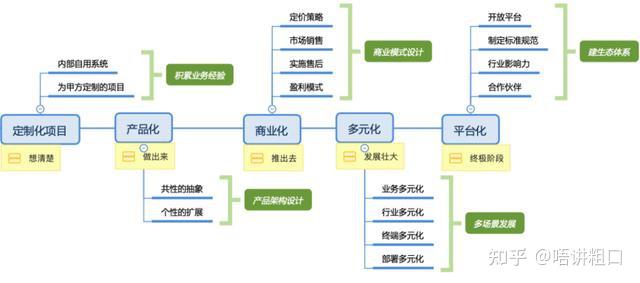 定价策略
市场销售
实施售后
盈利模式
商业模式设计
开放平台
制定标准规范
行业影响力
合作伙伴
建生态体系
内部自用系统
为甲方定制的项目
积累业务经验
定制化项目
产品化
商业化
多元化
平台化
想清楚
做出来
推出去
发展壮大
终极阶段
共性的抽象
个性的扩展
产品架构设计
业务多元化
行业多元化
终端多元化
部署多元化
多场景发展
知乎 @唔讲粗口